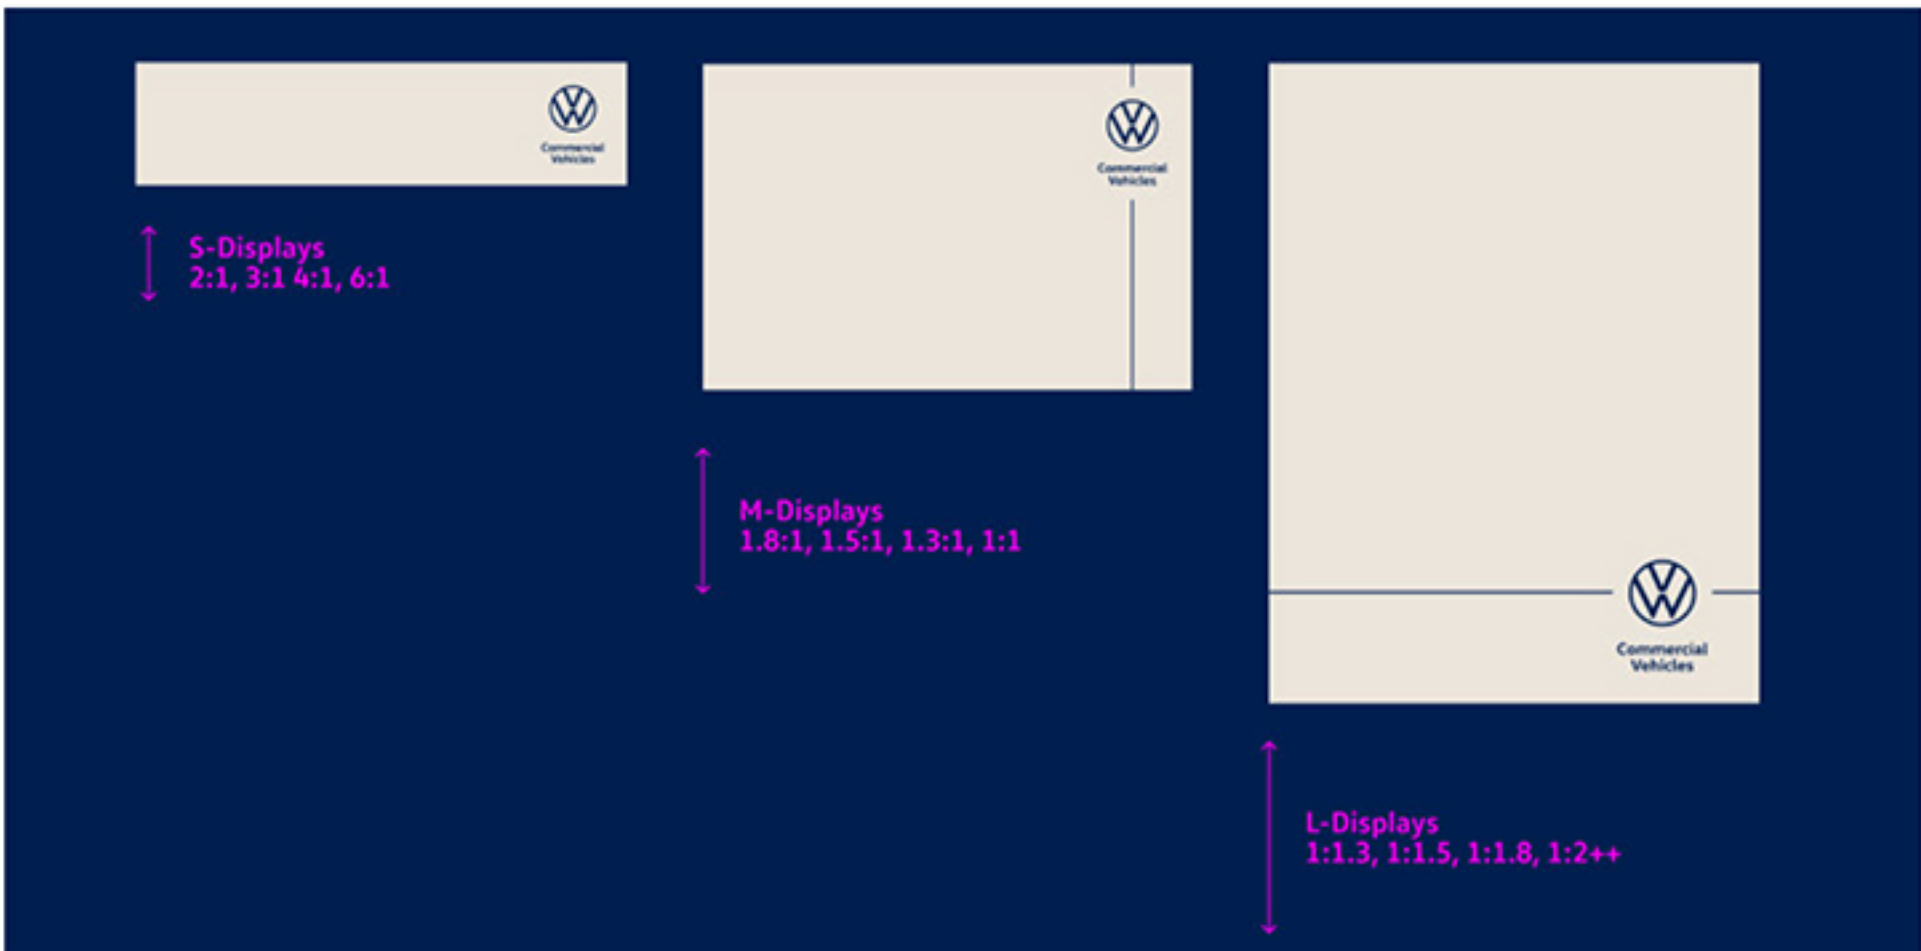 Commercial
Vehicles
S-Displays
2:1, 3:1 4:1, 6:1
Commercial
Vehicles
M-Displays
1.8:1, 1.5:1, 1.3:1, 1:1
Commercial
Vehicles
L-Displays
1:1.3, 1:1.5, 1:1.8, 1:2++